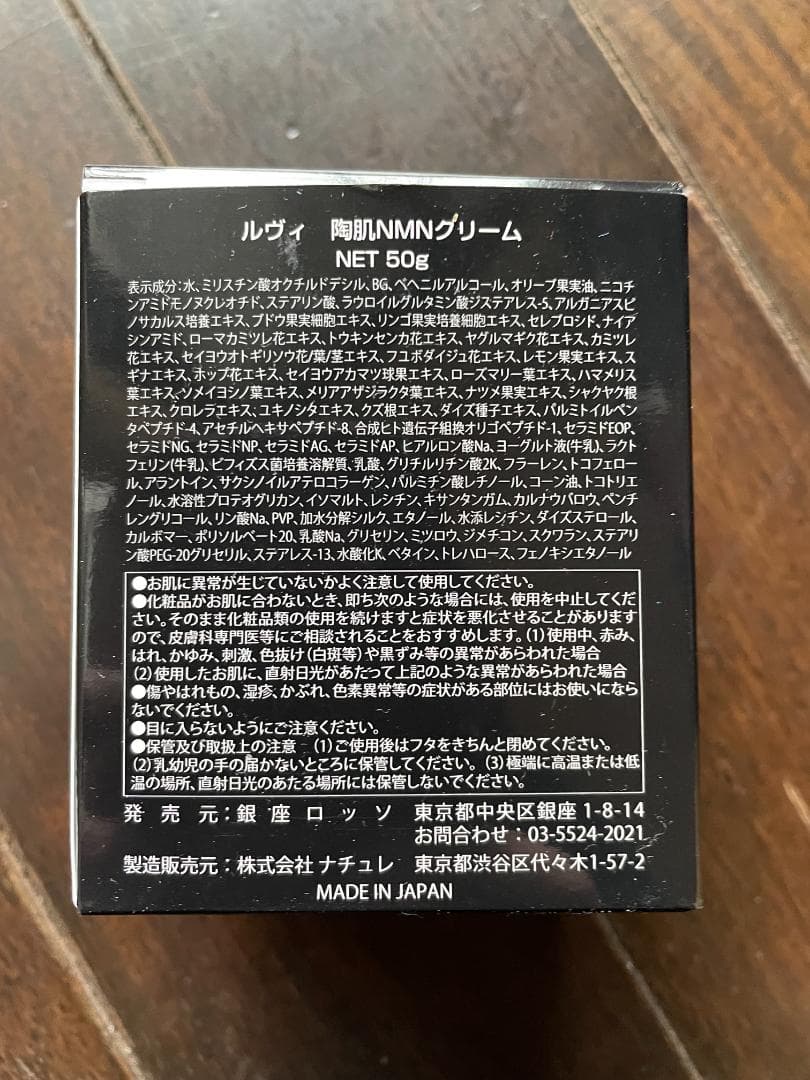 ルヴィ 陶肌NMNクリーム
NET 50g
表示成分:水、ミリスチン酸オクチルドデシル、BG、ベヘニルアルコール、オリーブ果実油、ニコチ
ンアミドモノヌクレオチド、ステアリン酸、ラウロイルグルタミン酸ジステアレス-5、アルガニアスピ
ノサカルス培養エキス、ブドウ果実細胞エキス、リンゴ果実培養細胞エキス、セレブロシド、ナイア
シンアミド、ローマカミツレ花エキス、トウキンセンカ花エキス、ヤグルマギク花エキス、カミツレ
花エキス、セイヨウオトギリソウ花/葉/茎エキス、フユボダイジュ花エキス、レモン果実エキス、ス
ギナエキス、ホップ花エキス、セイヨウアカマツ球果エキス、ローズマリー葉エキス、ハマメリス
葉エキス、ソメイヨシノ葉エキス、メリアアザジラクタ葉エキス、ナツメ果実エキス、シャクヤク根
エキス、クロレラエキス、ユキノシタエキス、クズ根エキス、ダイズ種子エキス、パルミトイルペン
タペプチド-4、アセチルヘキサペプチド-8、合成ヒト遺伝子組換オリゴペプチド-1、セラミドEOP、
セラミドNG、セラミドNP、セラミドAG、セラミドAP、ヒアルロン酸Na、ヨーグルト液(牛乳)、ラクト
フェリン(牛乳)、ビフィズス菌培養溶解質、乳酸、グリチルリチン酸2K、フラーレン、トコフェロー
ル、アラントイン、サクシノイルアテロコラーゲン、パルミチン酸レチノール、コーン油、トコトリエ
ノール、水溶性プロテオグリカン、イソマルト、レシチン、キサンタンガム、カルナウバロウ、ペンチ
レングリコール、リン酸Na、PVP、加水分解シルク、エタノール、水添レシチン、ダイズステロール、
カルボマー、ポリソルベート20、乳酸Na、グリセリン、ミツロウ、ジメチコン、スクワラン、ステアリ
ン酸PEG-20グリセリル、ステアレス-13、水酸化K、ベタイン、トレハロース、フェノキシエタノール
●お肌に異常が生じていないかよく注意して使用してください。
●化粧品がお肌に合わないとき、即ち次のような場合には、使用を中止してくだ
さい。そのまま化粧品類の使用を続けますと症状を悪化させることがあります
ので、皮膚科専門医等にご相談されることをおすすめします。(1)使用中、赤み、
はれ、かゆみ、刺激、色抜け(白斑等)や黒ずみ等の異常があらわれた場合
(2)使用したお肌に、直射日光があたって上記のような異常があらわれた場合
●傷やはれもの、湿疹、かぶれ、色素異常等の症状がある部位にはお使いになら
ないでください。
●目に入らないようにご注意ください。
●保管及び取扱上の注意 (1)ご使用後はフタをきちんと閉めてください。
(2)乳幼児の手の届かないところに保管してください。(3)極端に高温または低
温の場所、直射日光のあたる場所には保管しないでください。
発売元:銀座ロッソ 東京都中央区銀座1-8-14
お問合わせ:03-5524-2021
製造販売元:株式会社ナチュレ 東京都渋谷区代々木1-57-2
MADE IN JAPAN